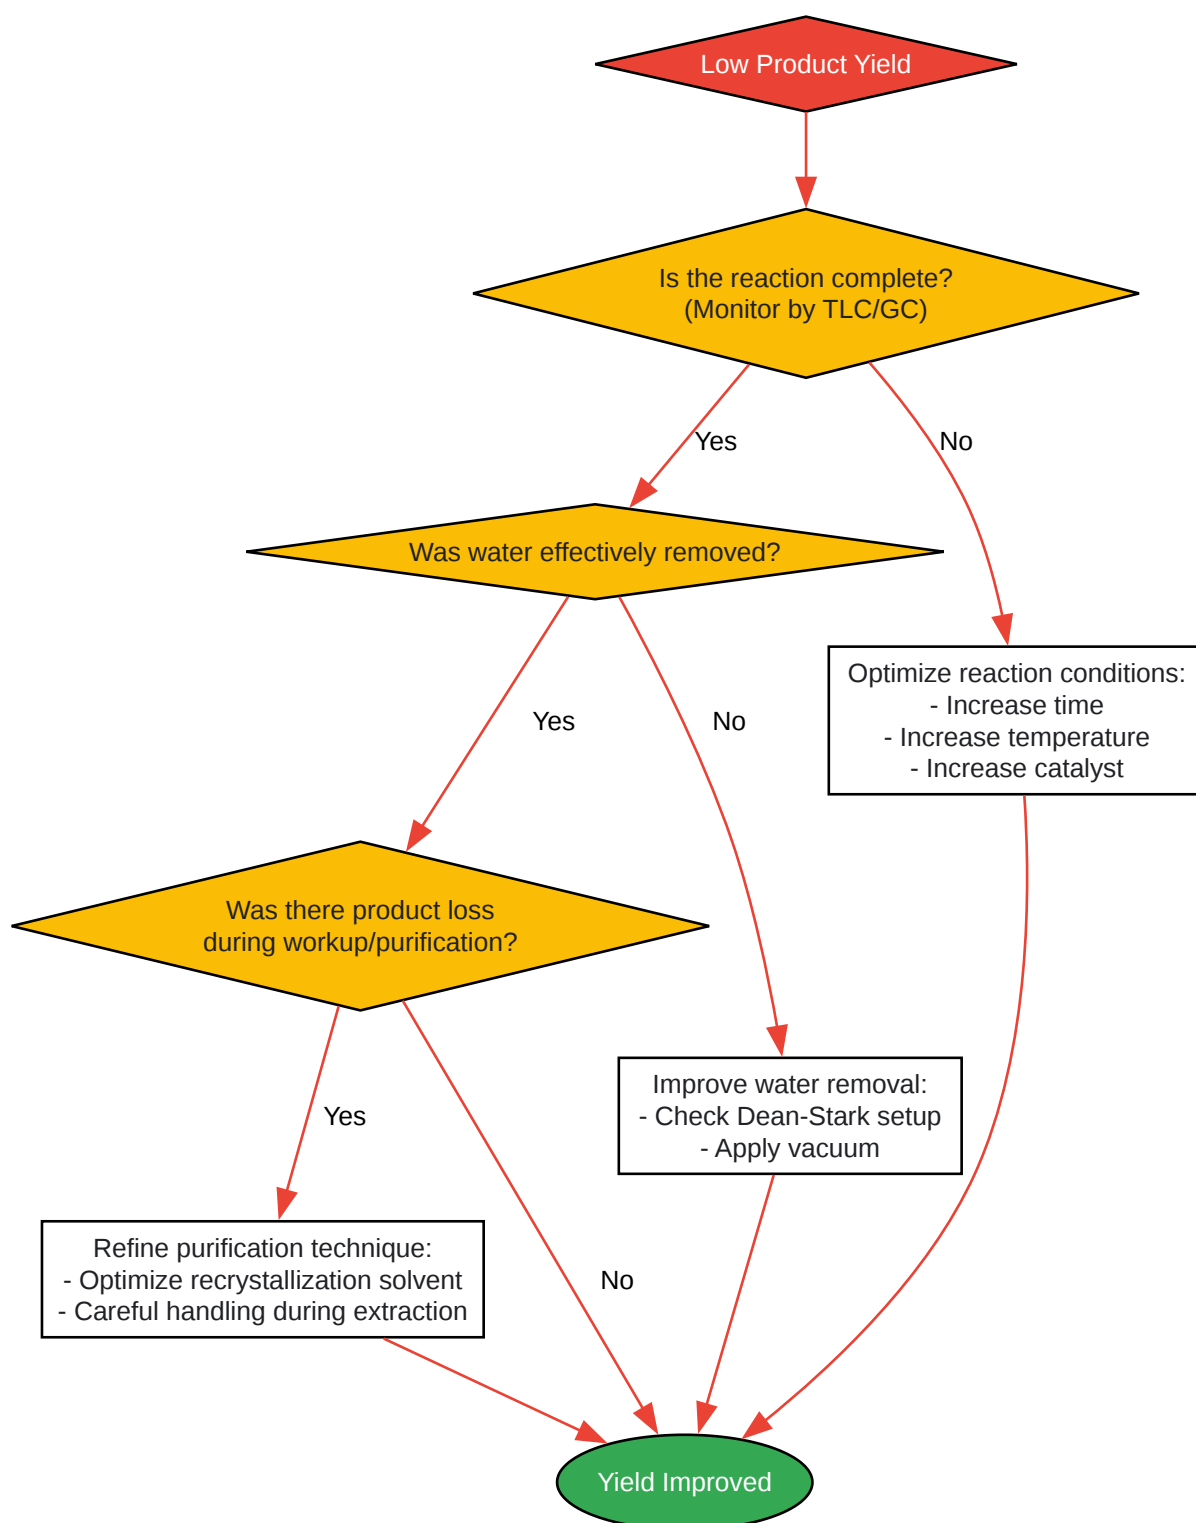 Low Product Yield
Is the reaction complete?
(Monitor by TLC/GC)
Yes
No
Was water effectively removed?
Optimize reaction conditions:
- Increase time
- Increase temperature
- Increase catalyst
Yes
No
Was there product loss
during workup/purification?
Improve water removal:
- Check Dean-Stark setup
- Apply vacuum
Yes
Refine purification technique:
- Optimize recrystallization solvent
- Careful handling during extraction
No
Yield Improved